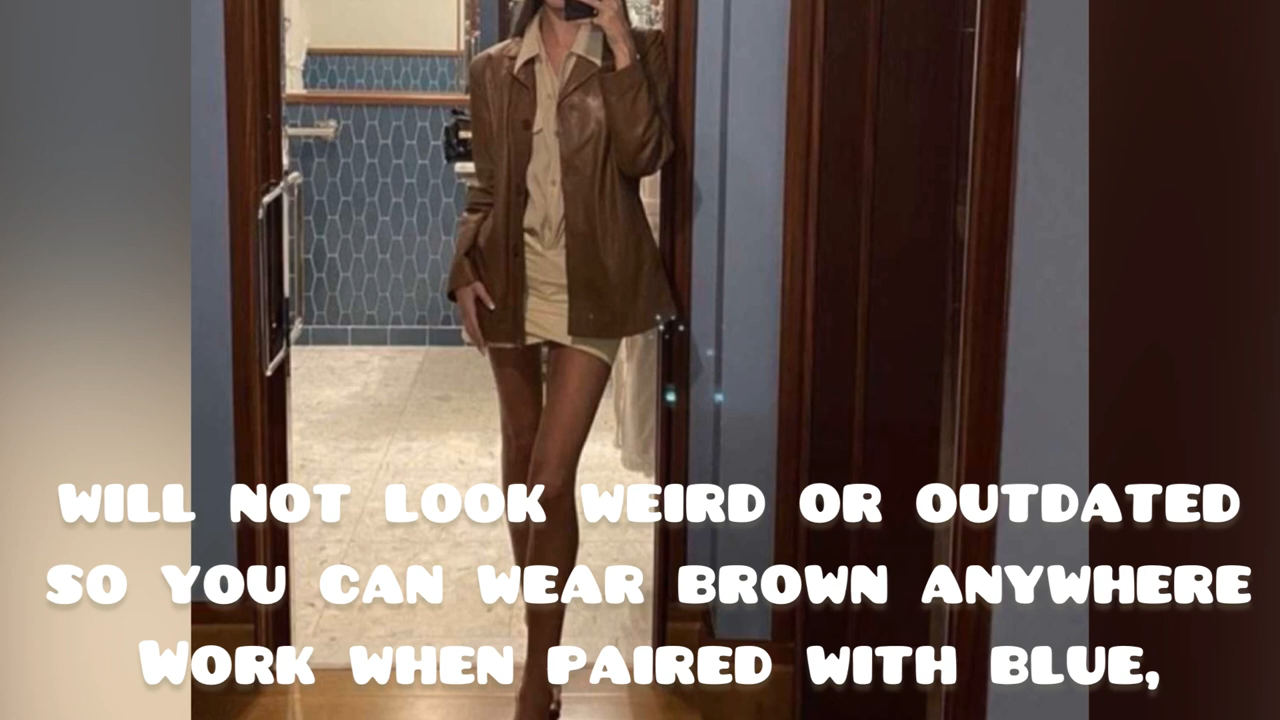 WILL NOT LOOK WEIRD OR OUTDATED
SO YOU CAN WEAR BROWN ANYWHERE
WORK WHEN PAIRED WITH BLUE,